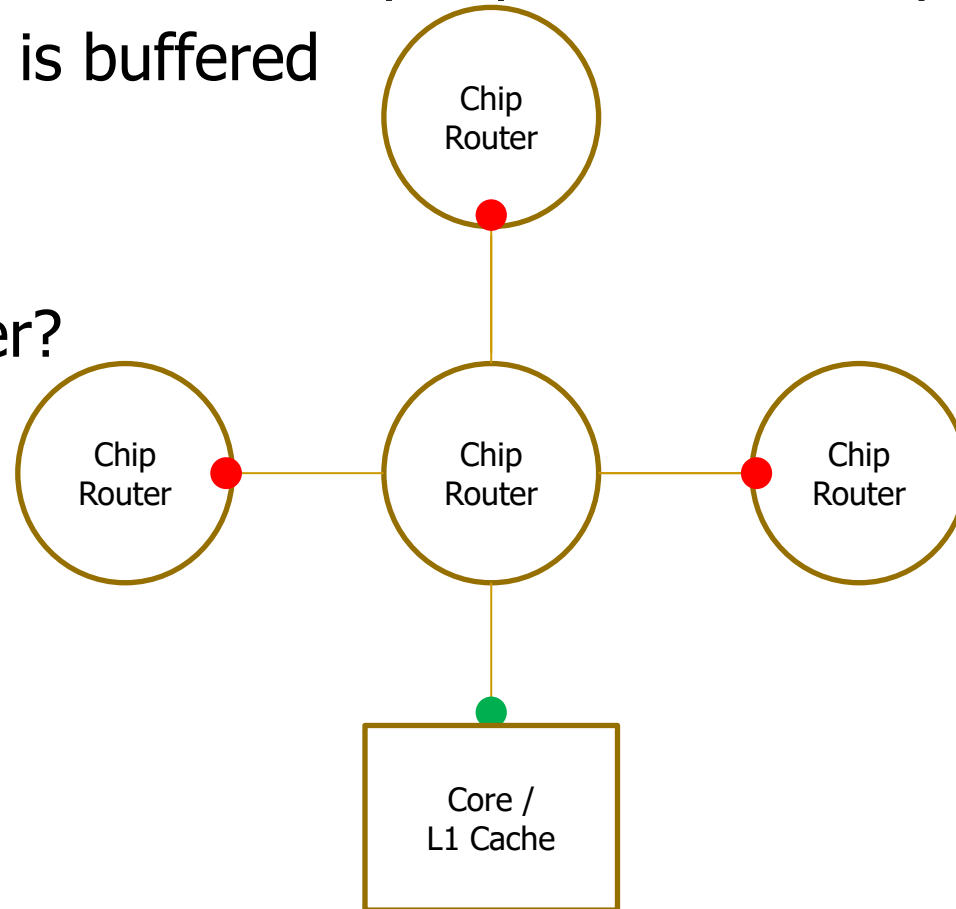 is buffered
Chip
Router
er?
Chip
Router
Chip
Router
Chip
Router
Core /
L1 Cache